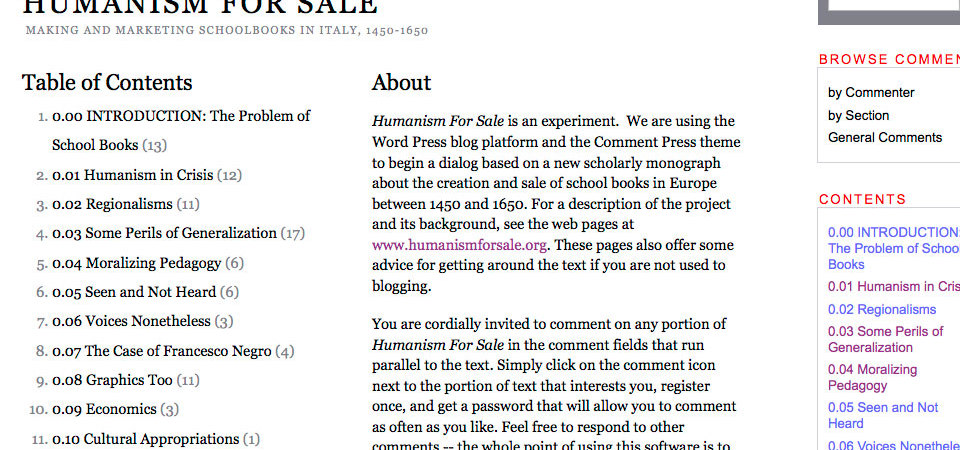 HUMANISM FOR SALE
MAKING AND MARKETING SCHOOLBOOKS IN ITALY, 1450-1650
Table of Contents
1. 0.00 INTRODUCTION: The Problem of
School Books (13)
2. 0.01 Humanism in Crisis (12)
3. 0.02 Regionalisms (11)
4. 0.03 Some Perils of Generalization (17)
5. 0.04 Moralizing Pedagogy (6)
6. 0.05 Seen and Not Heard (6)
7. 0.06 Voices Nonetheless (3)
8. 0.07 The Case of Francesco Negro (4)
9. 0.08 Graphics Too (11)
10. 0.09 Economics (3)
11. 0.10 Cultural Appropriations (1)
About
Humanism For Sale is an experiment.  We are using the
Word Press blog platform and the Comment Press theme
to begin a dialog based on a new scholarly monograph
about the creation and sale of school books in Europe
between 1450 and 1650. For a description of the project
and its background, see the web pages at
www.humanismforsale.org. These pages also offer some
advice for getting around the text if you are not used to
blogging.
You are cordially invited to comment on any portion of
Humanism For Sale in the comment fields that run
parallel to the text. Simply click on the comment icon
next to the portion of text that interests you, register
once, and get a password that will allow you to comment
as often as you like. Feel free to respond to other
comments -- the whole point of using this software is to
BROWSE COMMEN
by Commenter
by Section
General Comments
CONTENTS
0.00 INTRODUCTION:
The Problem of Schoo
Books
0.01 Humanism in Cris
0.02 Regionalisms
0.03 Some Perils of
Generalization
0.04 Moralizing
Pedagogy
0.05 Seen and Not
Heard
0.06 Voices Nonethele